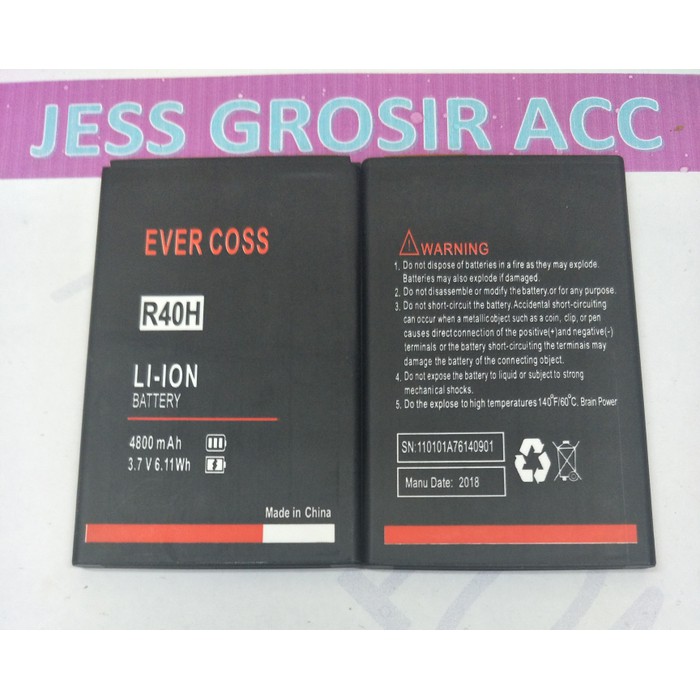 JESS GROSIR ACC
EVER COSS
R40H
LI-ION
BATTERY
4800 mAh
3.7 V 6.11Wh
Made in China
WARNING
1. Do not dispose of batteries in a fire as they may explode.
Batteries may also explode if damaged.
2. Do not disassemble or modify the battery.or for any purpose.
3. Do not short-circuit the battery.Accidental short-circuiting
can occur when a metallic object such as a coin, clip, or pen
causes direct connection of the positive(+)and negative(-)
terminals or the battery short-circuiting the terminais may
damage the battery of the connecting object.
4. Do not expose the battery to liquid or subject to strong
mechanical shocks.
5. Do the explose to high temperatures 140°F/60°C. Brain Power
SN:110101A76140901
Manu Date: 2018